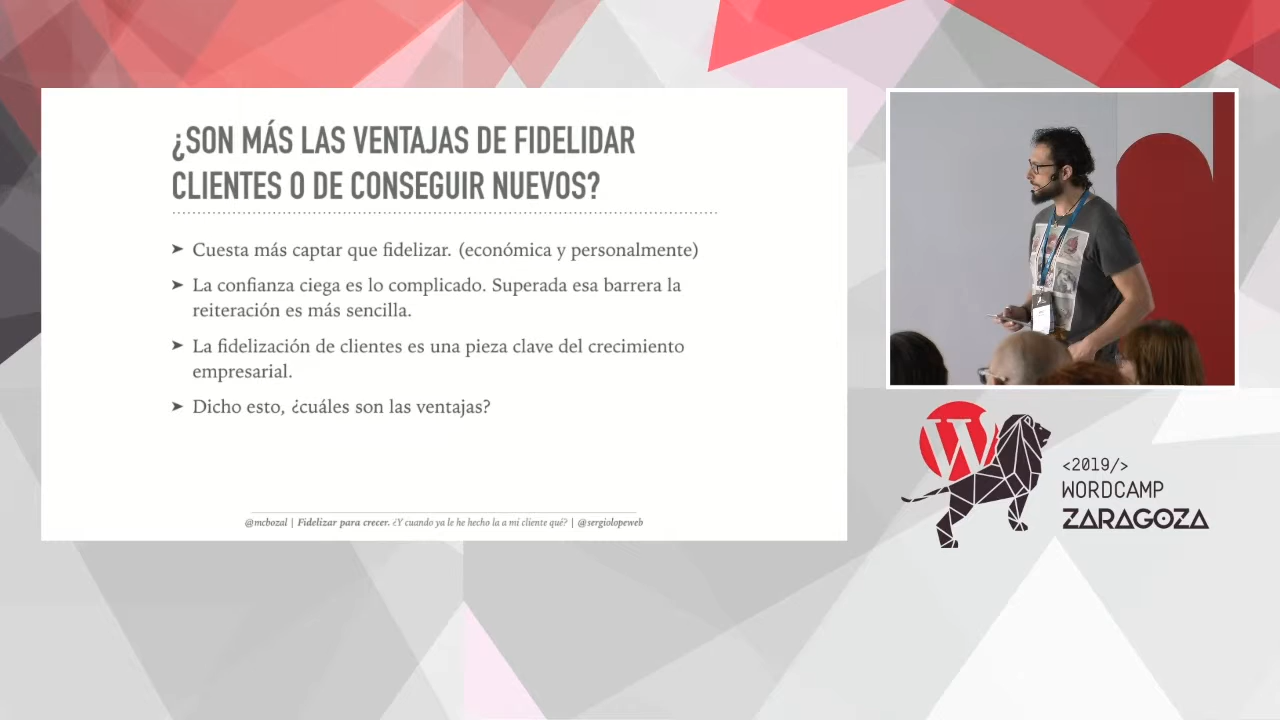 ¿SON MÁS LAS VENTAJAS DE FIDELIDAR
CLIENTES O DE CONSEGUIR NUEVOS?
➤ Cuesta más captar que fidelizar. (económica y personalmente)
➤ La confianza ciega es lo complicado. Superada esa barrera la
reiteración es más sencilla.
➤ La fidelización de clientes es una pieza clave del crecimiento
empresarial.
➤ Dicho esto, ¿cuáles son las ventajas?
@mcbozal | Fidelizar para crecer. ¿Y cuando ya le he hecho la a mi cliente qué? | @sergiolopeweb
W
<2019/>
WORDCAMP
ZARAGOZA